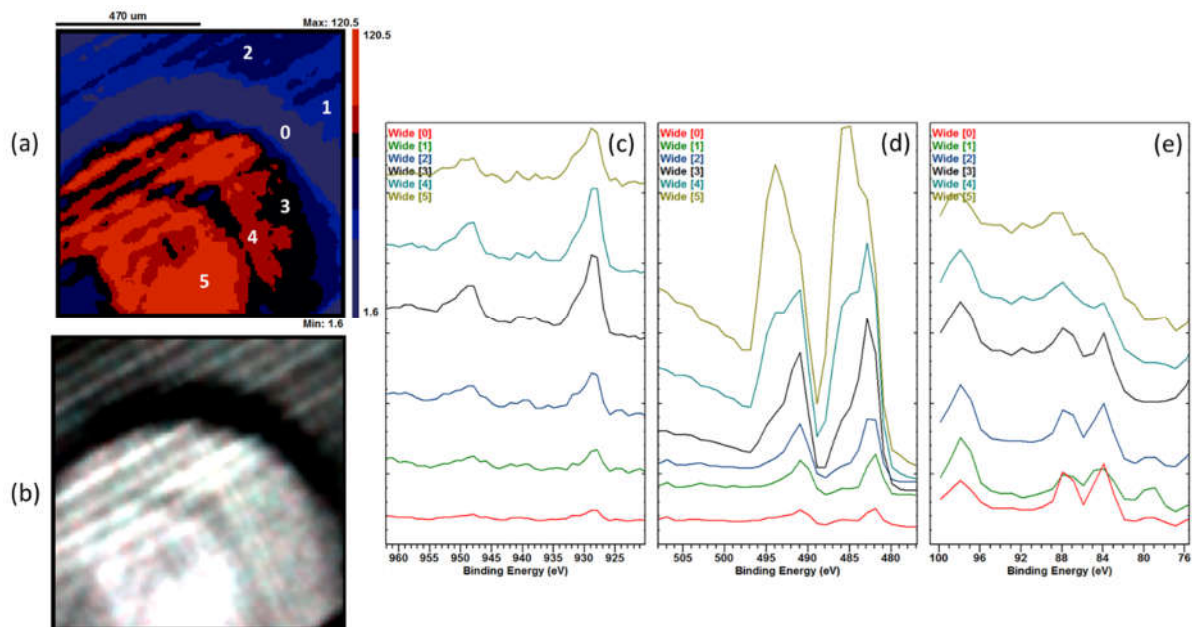 470 um
Max: 120.5
120.5
2
1
0
3
4
5
1.6
Min: 1.6
(a)
(b)
Wide [0]
Wide [1]
Wide [2]
Wide [3]
Wide [4]
Wide [5]
(c)
960 955 950 945 940 935 930 925
Binding Energy (eV)
Wide [0]
Wide [1]
Wide [2]
Wide [3]
Wide [4]
Wide [5]
(d)
505 500 495 490 485 480
Binding Energy (eV)
Wide [0]
Wide [1]
Wide [2]
Wide [3]
Wide [4]
Wide [5]
(e)
100 96 92 88 84 80 76
Binding Energy (eV)